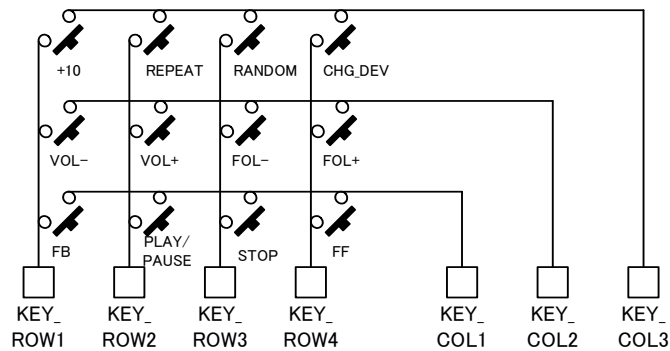 +10 REPEAT RANDOM CHG_DEV
VOL- VOL+ FOL- FOL+
FB PLAY/ STOP FF
PAUSE
KEY_ KEY_ KEY_ KEY_ KEY_ KEY_ KEY_
ROW1 ROW2 ROW3 ROW4 COL1 COL2 COL3